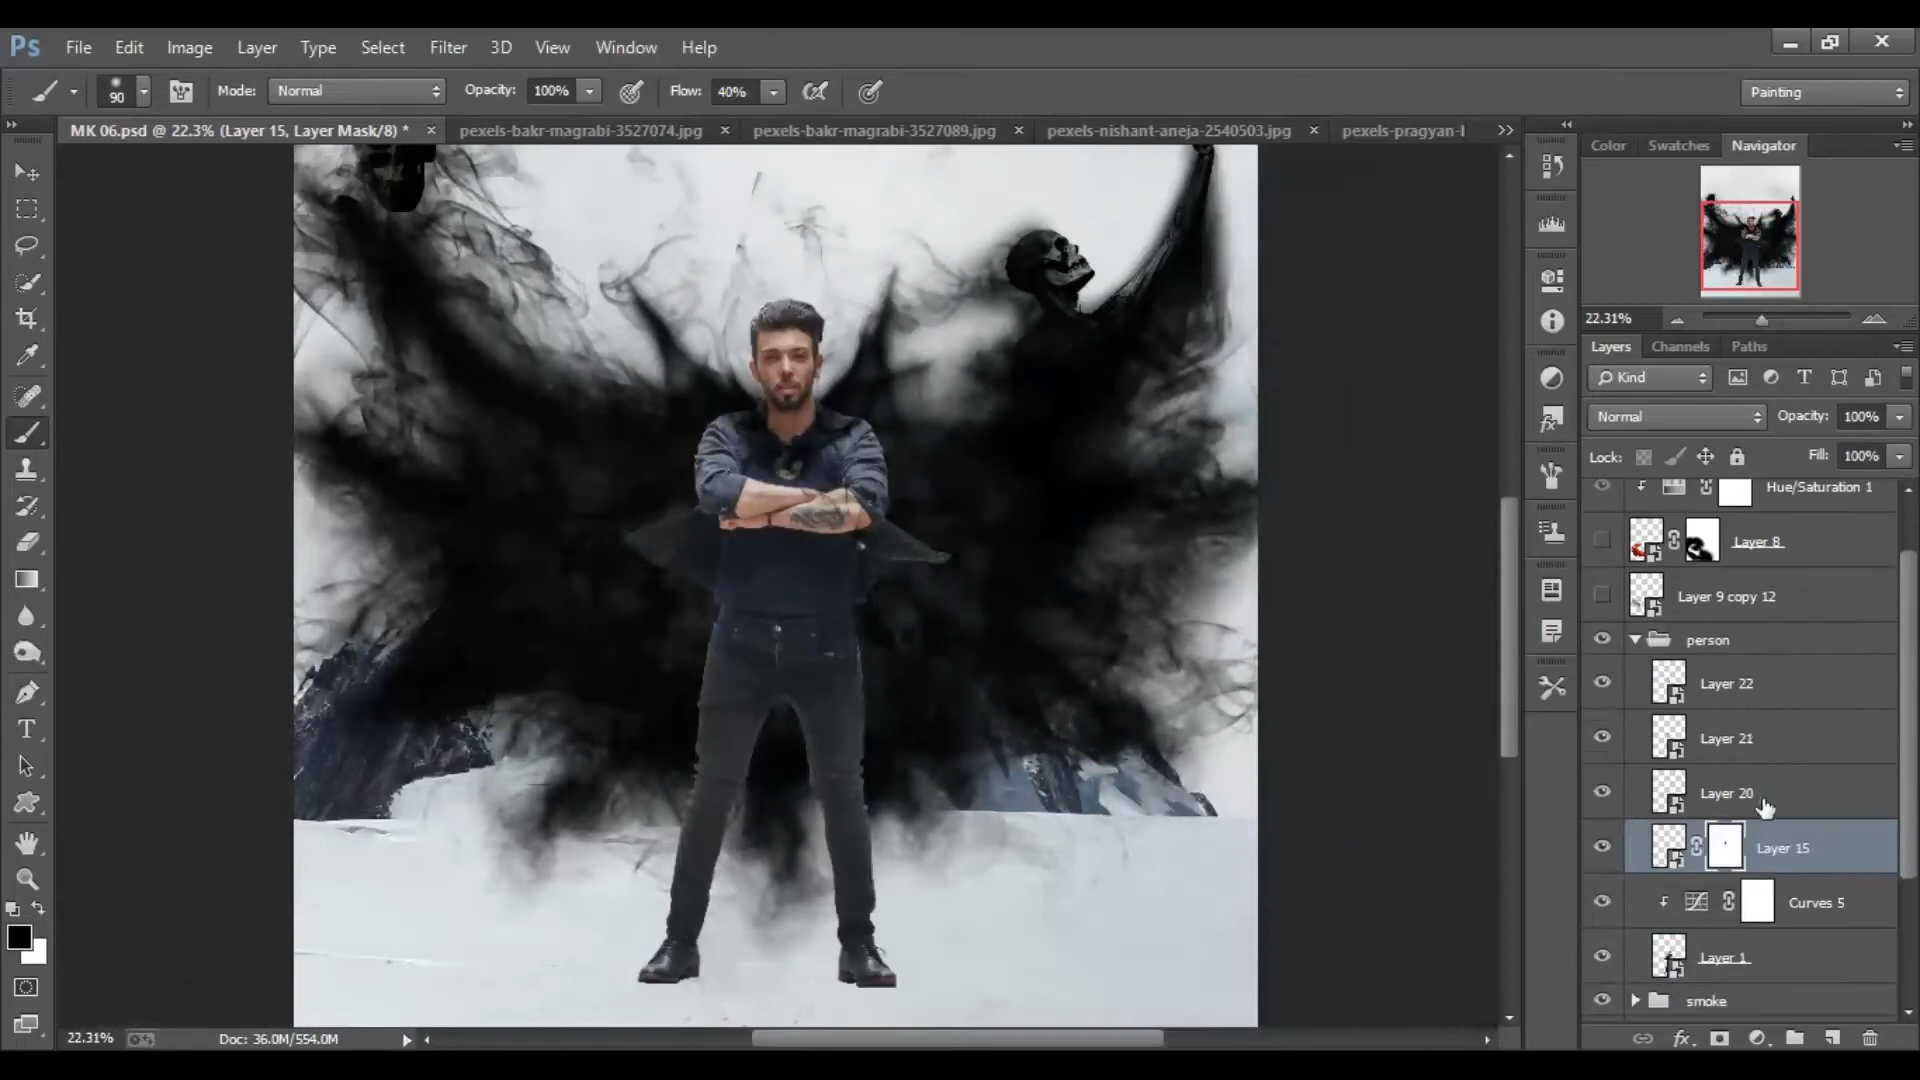 Ps File Edit Image Layer Type Select Filter 3D View Window Help
90 Mode: Normal Opacity: 100% Flow: 40% Painting
MK 06.psd @ 22.3% (Layer 15, Layer Mask/8) * pexels-bakr-magrabi-3527074.jpg pexels-bakr-magrabi-3527089.jpg pexels-nishant-aneja-2540503.jpg pexels-pragyan-
Color Swatches Navigator
22.31%
Layers Channels Paths
Kind
Normal Opacity: 100%
Lock: Fill: 100%
Hue/Saturation 1
Layer 8
Layer 9 copy 12
person
Layer 22
Layer 21
Layer 20
Layer 15
Curves 5
Layer 1
smoke
22.31% Doc: 36.0M/554.0M